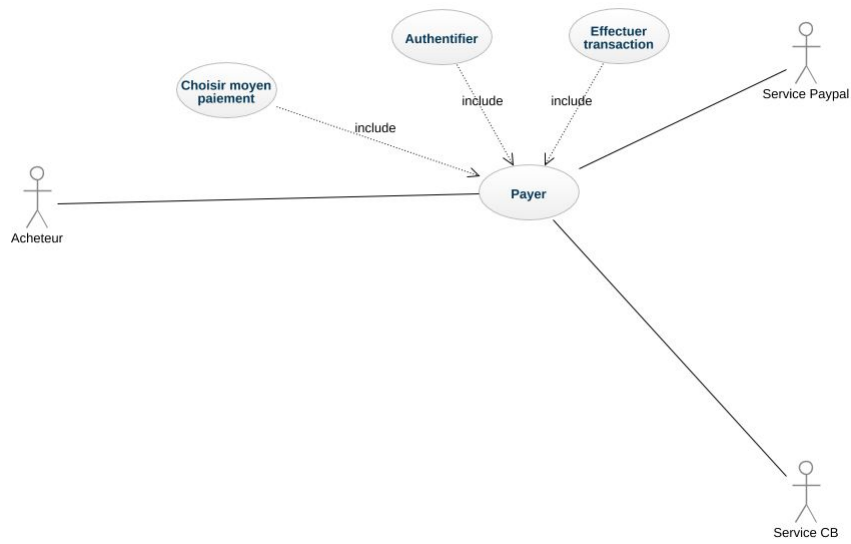 Authentifier
Effectuer
transaction
Service Paypal
Choisir moyen
paiement
include
include
include
Payer
Acheteur
Service CB